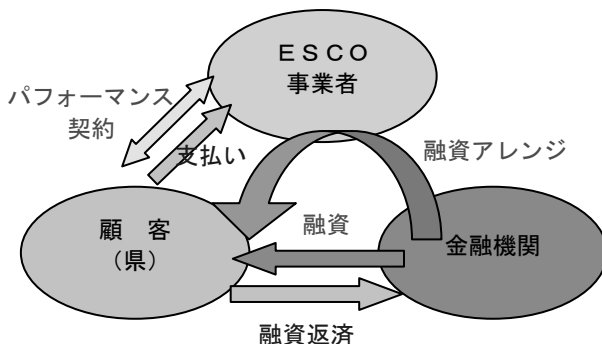 ＥＳＣＯ
事業者
パフォーマンス
契約
支払い
融資アレンジ
顧　客
（県）
融資
金融機関
融資返済